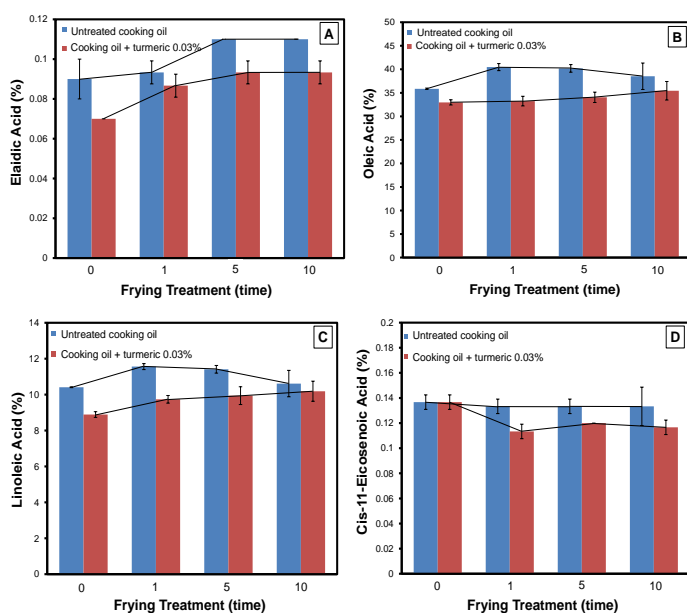 A
Untreated cooking oil
Cooking oil + turmeric 0.03%
Elaidic Acid (%)
0.12
0.1
0.08
0.06
0.04
0.02
0
0 1 5 10
Frying Treatment (time)
B
Untreated cooking oil
Cooking oil + turmeric 0.03%
Oleic Acid (%)
50
45
40
35
30
25
20
15
10
5
0
0 1 5 10
Frying Treatment (time)
C
Untreated cooking oil
Cooking oil + turmeric 0.03%
Linoleic Acid (%)
14
12
10
8
6
4
2
0
0 1 5 10
Frying Treatment (time)
D
Untreated cooking oil
Cooking oil + turmeric 0.03%
Cis-11-Eicosenoic Acid (%)
0.2
0.18
0.16
0.14
0.12
0.1
0.08
0.06
0.04
0.02
0
0 1 5 10
Frying Treatment (time)